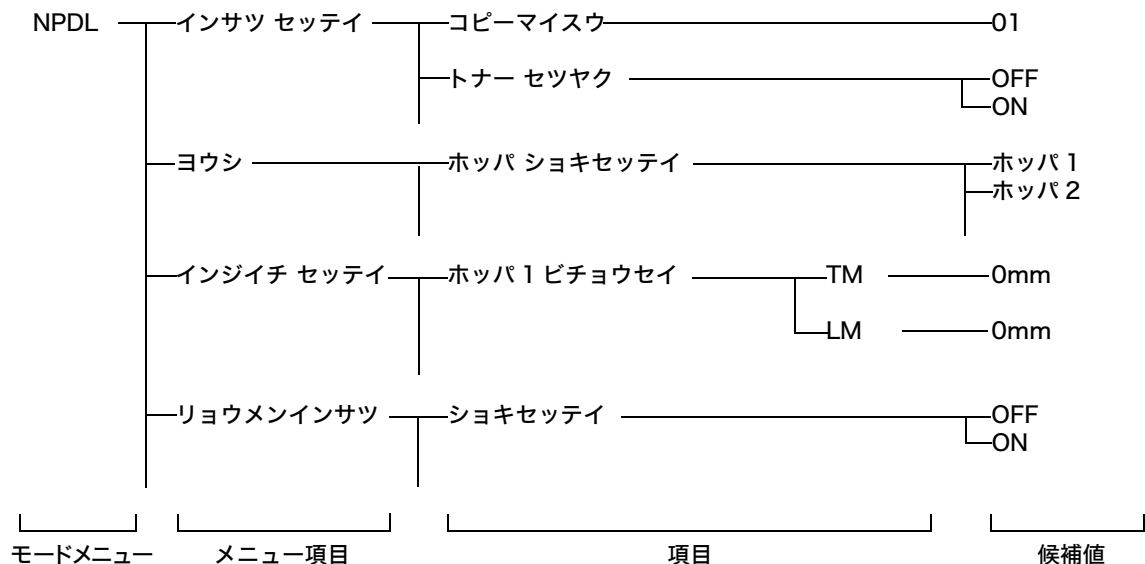 NPDL インサツ セッテイ コピーマイスウ 01
トナー セツヤク OFF
ON
ヨウシ ホッパ ショキセッテイ ホッパ 1
ホッパ 2
インジイチ セッテイ ホッパ 1 ビチョウセイ TM 0mm
LM 0mm
リョウメンインサツ ショキセッテイ OFF
ON
モードメニュー メニュー項目 項目 候補値